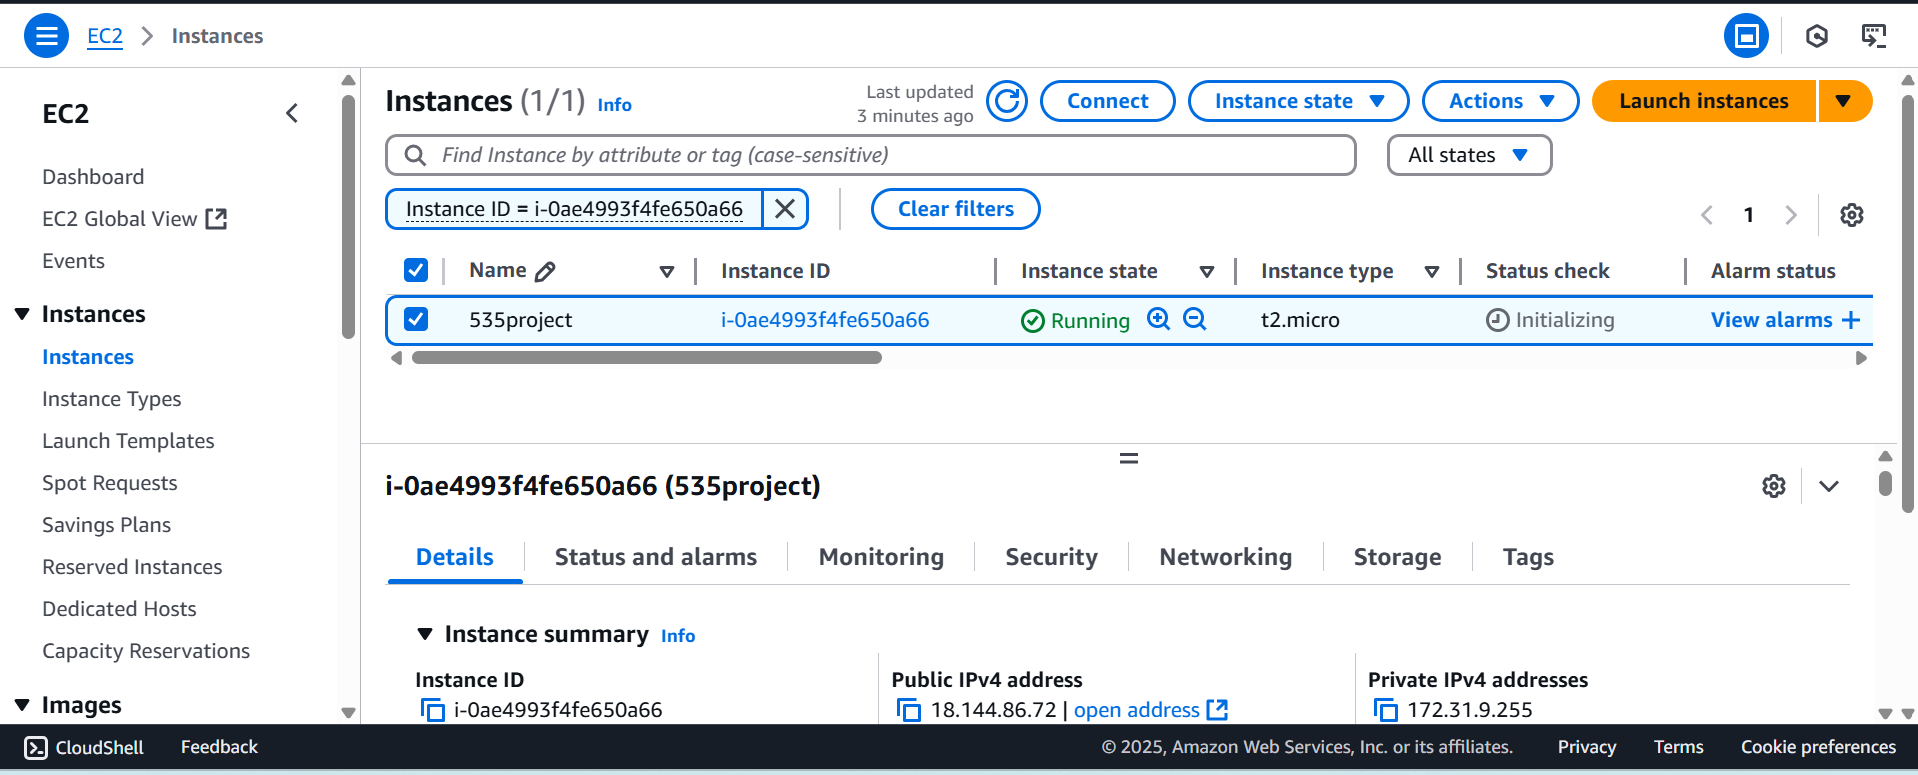 EC2 > Instances
EC2
Dashboard
EC2 Global View
Events
Instances
Instances
Instance Types
Launch Templates
Spot Requests
Savings Plans
Reserved Instances
Dedicated Hosts
Capacity Reservations
Images
Instances (1/1) Info
Last updated
3 minutes ago
Connect
Instance state
Actions
Launch instances
Find Instance by attribute or tag (case-sensitive)
All states
Instance ID = i-0ae4993f4fe650a66
Clear filters
1
Name Instance ID Instance state Instance type Status check Alarm status
535project i-0ae4993f4fe650a66 Running t2.micro Initializing View alarms +
i-0ae4993f4fe650a66 (535project)
Details Status and alarms Monitoring Security Networking Storage Tags
Instance summary Info
Instance ID
i-0ae4993f4fe650a66
Public IPv4 address
18.144.86.72 | open address
Private IPv4 addresses
172.31.9.255
CloudShell Feedback © 2025, Amazon Web Services, Inc. or its affiliates. Privacy Terms Cookie preferences